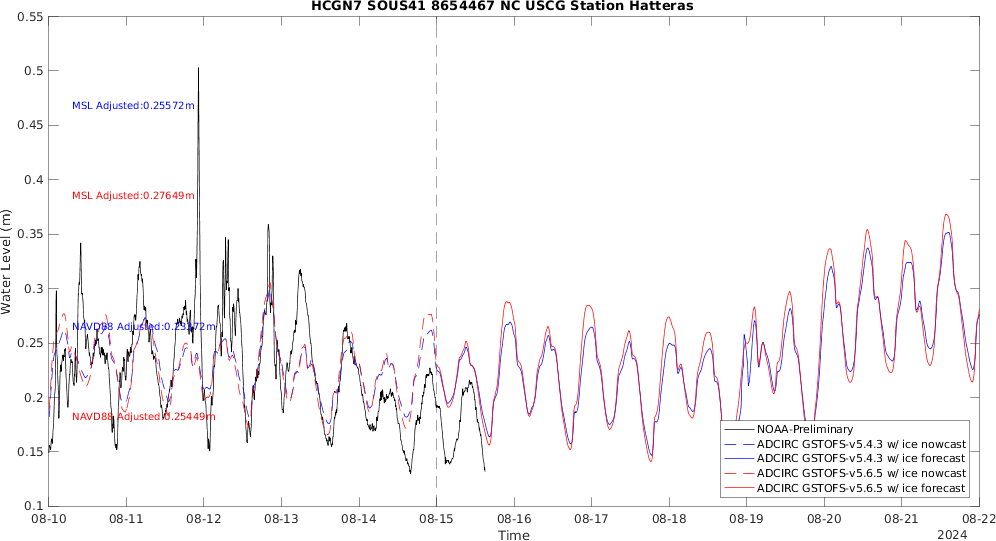 HCGN7 SOUS41 8654467 NC USCG Station Hatteras
Water Level (m)
0.55
0.5
0.45
0.4
0.35
0.3
0.25
0.2
0.15
0.1
MSL Adjusted:0.25572m
MSL Adjusted:0.27649m
NAVD88 Adjusted:
NAVD88 Adjusted:0.25449m
NOAA-Preliminary
ADCIRC GSTOFS-v5.4.3 w/ ice nowcast
ADCIRC GSTOFS-v5.4.3 w/ ice forecast
ADCIRC GSTOFS-v5.6.5 w/ ice nowcast
ADCIRC GSTOFS-v5.6.5 w/ ice forecast
08-10 08-11 08-12 08-13 08-14 08-15 08-16 08-17 08-18 08-19 08-20 08-21 08-22
Time
2024